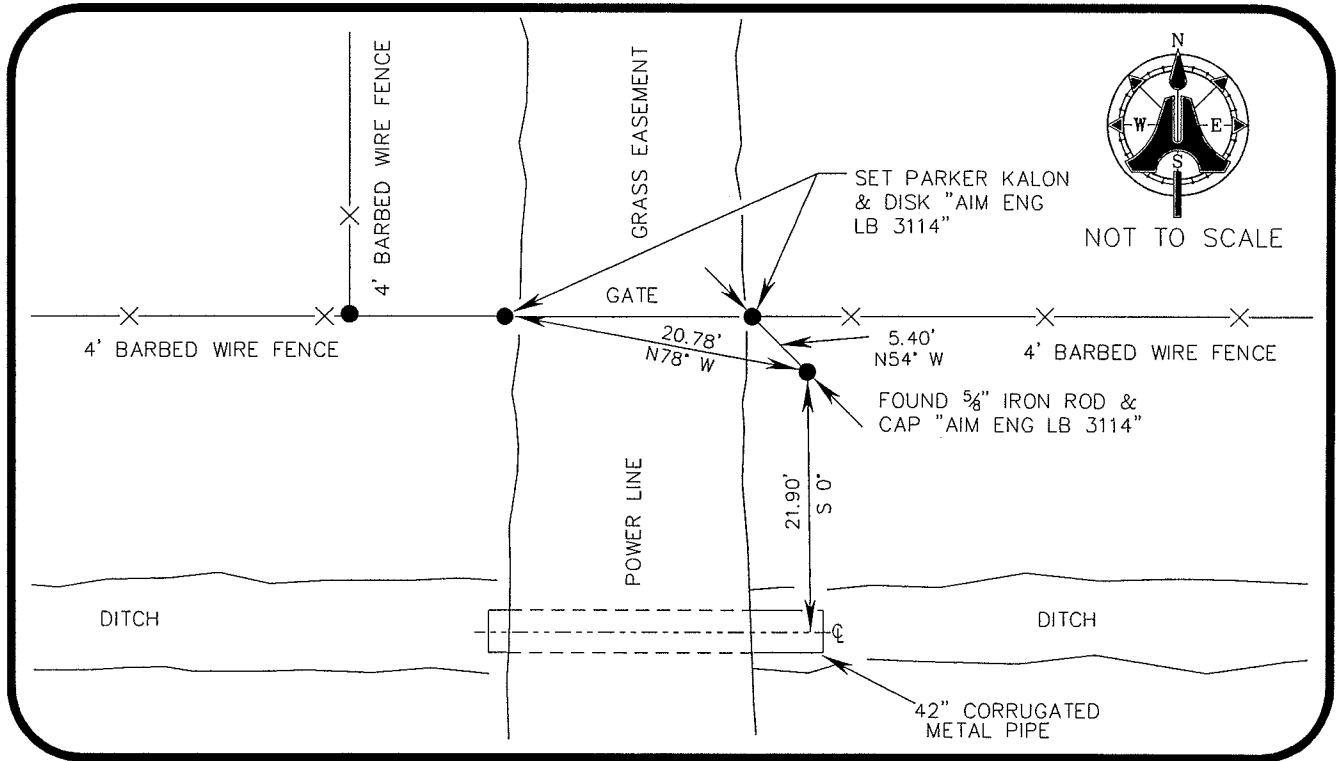 4' BARBED WIRE FENCE
GRASS EASEMENT
N
W
E
S
NOT TO SCALE
SET PARKER KALON
& DISK "AIM ENG
LB 3114"
GATE
4' BARBED WIRE FENCE
20.78'
N78° W
5.40'
N54° W
4' BARBED WIRE FENCE
FOUND ⅝" IRON ROD &
CAP "AIM ENG LB 3114"
21.90'
S 0°
POWER LINE
DITCH
DITCH
℄
42" CORRUGATED
METAL PIPE